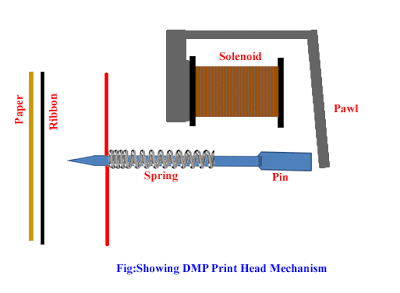 Solenoid
Paper
Ribbon
Pawl
Spring
Pin
Fig:Showing DMP Print Head Mechanism